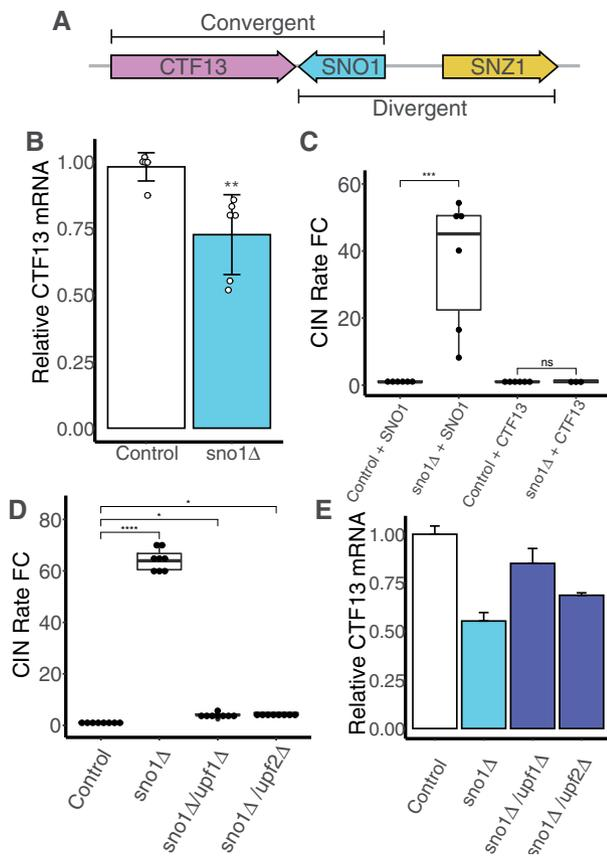 A
Convergent
CTF13
SNO1
SNZ1
Divergent
B
Relative CTF13 mRNA
1.00
0.75
0.50
0.25
0.00
**
Control
sno1Δ
C
CIN Rate FC
60
40
20
0
***
ns
Control + SNO1
sno1Δ + SNO1
Control + CTF13
sno1Δ + CTF13
D
CIN Rate FC
80
60
40
20
0
*
*
****
Control
sno1Δ
sno1Δ/upf1Δ
sno1Δ /upf2Δ
E
Relative CTF13 mRNA
1.00
0.75
0.50
0.25
0.00
Control
sno1Δ
sno1Δ /upf1Δ
sno1Δ /upf2Δ